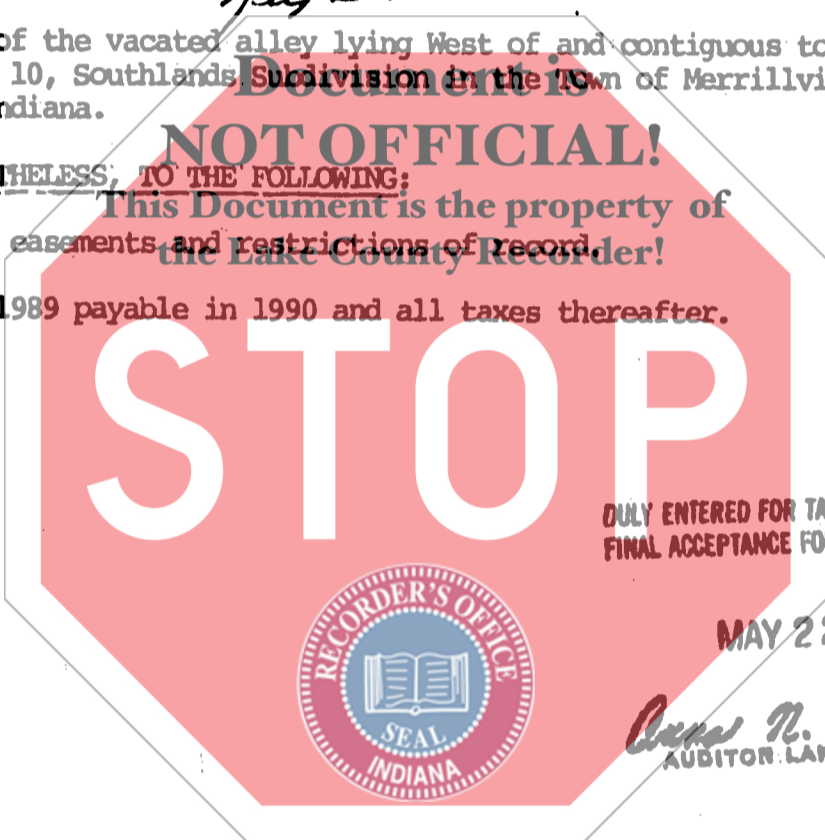 of the vacated alley lying West of and contiguous to
Document is
10, Southlands Subdivision in the Town of Merrillvi
ndiana.
NOT OFFICIAL!
HELESS, TO THE FOLLOWING:
This Document is the property of
easements and restrictions of record.
the Lake County Recorder!
1989 payable in 1990 and all taxes thereafter.
STOP
DULY ENTERED FOR TA
FINAL ACCEPTANCE FO
RECORDER'S OFFICE
MAY 22
SEAL
INDIANA
Anna N.
AUDITOR LAK